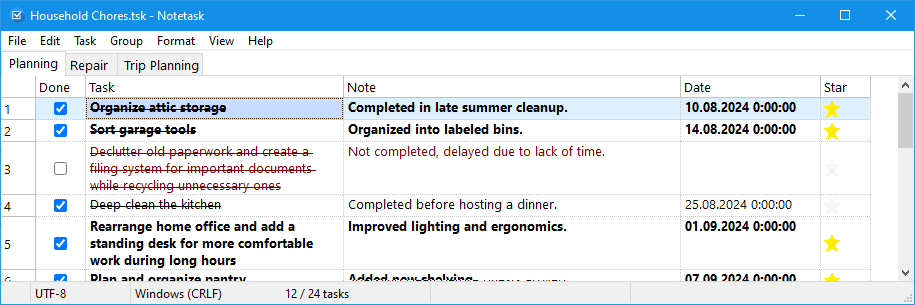 Household Chores.tsk - Notetask
File Edit Task Group Format View Help
Planning Repair Trip Planning
Done Task Note Date Star
1 Organize attic storage Completed in late summer cleanup. 10.08.2024 0:00:00
2 Sort garage tools Organized into labeled bins. 14.08.2024 0:00:00
Declutter old paperwork and create a Not completed, delayed due to lack of time.
3 filing system for important documents
while recycling unnecessary ones
4 Deep clean the kitchen Completed before hosting a dinner. 25.08.2024 0:00:00
Rearrange home office and add a Improved lighting and ergonomics. 01.09.2024 0:00:00
5 standing desk for more comfortable
work during long hours
6 Plan and organize pantry Added new shelving 07.09.2024 0:00:00
UTF-8 Windows (CRLF) 12 / 24 tasks